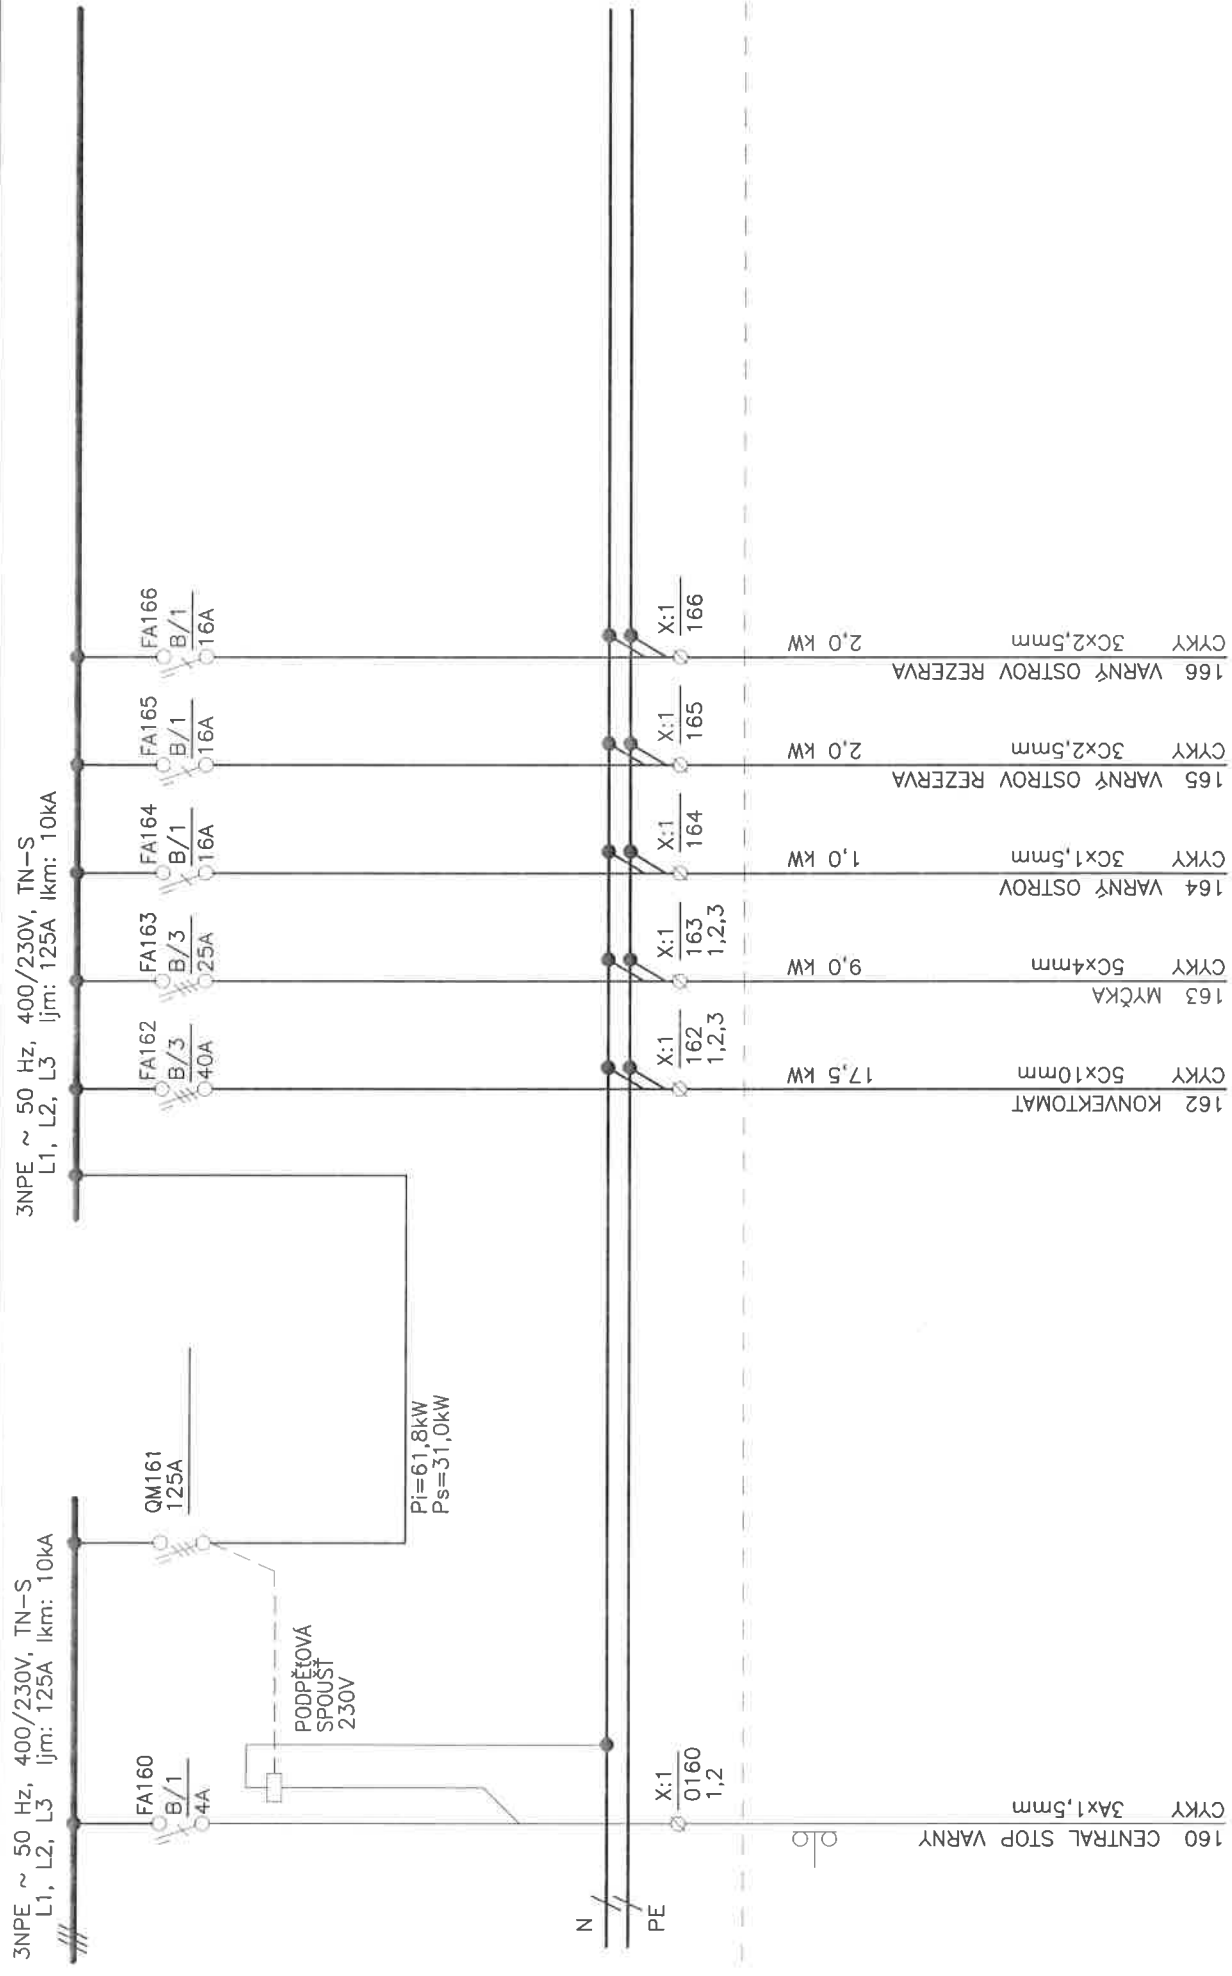 3NPE ~ 50 Hz, 400/230V, TN-S
L1, L2, L3 Ijm: 125A Ikm: 10kA
3NPE ~ 50 Hz, 400/230V, TN-S
L1, L2, L3 Ijm: 125A Ikm: 10kA
FA160
B/1
4A
QM161
125A
FA162
B/3
40A
FA163
B/3
25A
FA164
B/1
16A
FA165
B/1
16A
FA166
B/1
16A
PODPĚŤOVÁ
SPOUŠŤ
230V
Pi=61,8kW
Ps=31,0kW
N
PE
X:1
0160
1,2
X:1
162
1,2,3
X:1
163
1,2,3
X:1
164
X:1
165
X:1
166
160 CENTRAL STOP VARNY
CYKY 3Ax1,5mm
162 KONVEKTOMAT
CYKY 5Cx10mm 17,5 kW
163 MYČKA
CYKY 5Cx4mm 9,0 kW
164 VARNÝ OSTROV
CYKY 3Cx1,5mm 1,0 kW
165 VARNÝ OSTROV REZERVA
CYKY 3Cx2,5mm 2,0 kW
166 VARNÝ OSTROV REZERVA
CYKY 3Cx2,5mm 2,0 kW